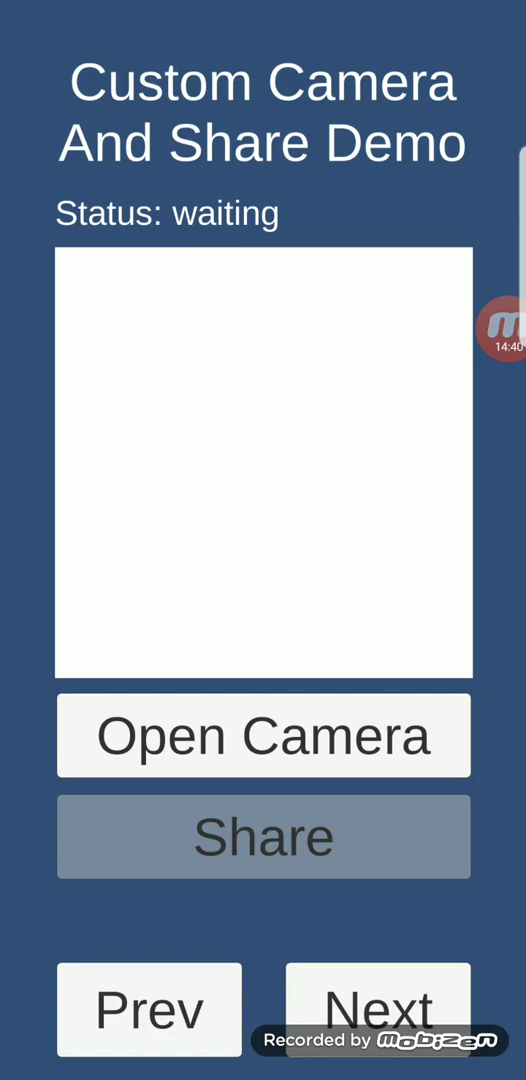 Custom Camera
And Share Demo
Status: waiting
m
14:40
Open Camera
Share
Prev
Next
Recorded by mobizen